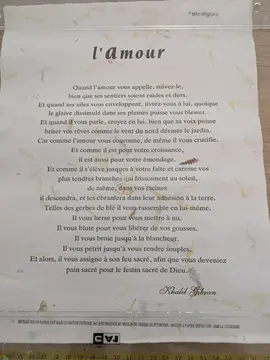 l'amour
Quand l'amour vous appelle, suivez-le,
bien que ses sentiers soient raides et durs.
Et quand ses ailes vous enveloppent, livrez-vous à lui, quoique
le glaive dissimulé dans ses plumes puisse vous blesser.
Et quand il vous parle, croyez en lui, bien que sa voix puisse
briser vos rêves comme le vent du nord dévaste le jardin.
Car comme l'amour vous couronne, de même il vous crucifie.
Et comme il est pour votre croissance,
il est aussi pour votre émondage.
Et comme il s'élève jusques à votre faîte et caresse vos
plus tendres branches qui frissonnent au soleil,
de même, dans vos racines
il descendra, et les ébranlera dans leur adhésion à la terre.
Telles des gerbes de blé il vous rassemble en lui-même.
Il vous herse pour vous mettre à nu.
Il vous blute pour vous libérer de vos gousses.
Il vous broie jusqu'à la blancheur.
Il vous pétrit jusqu'à vous rendre souples.
Et alors, il vous assigne à son feu sacré, afin que vous deveniez
pain sacré pour le festin sacré de Dieu.
Khalil Gibran